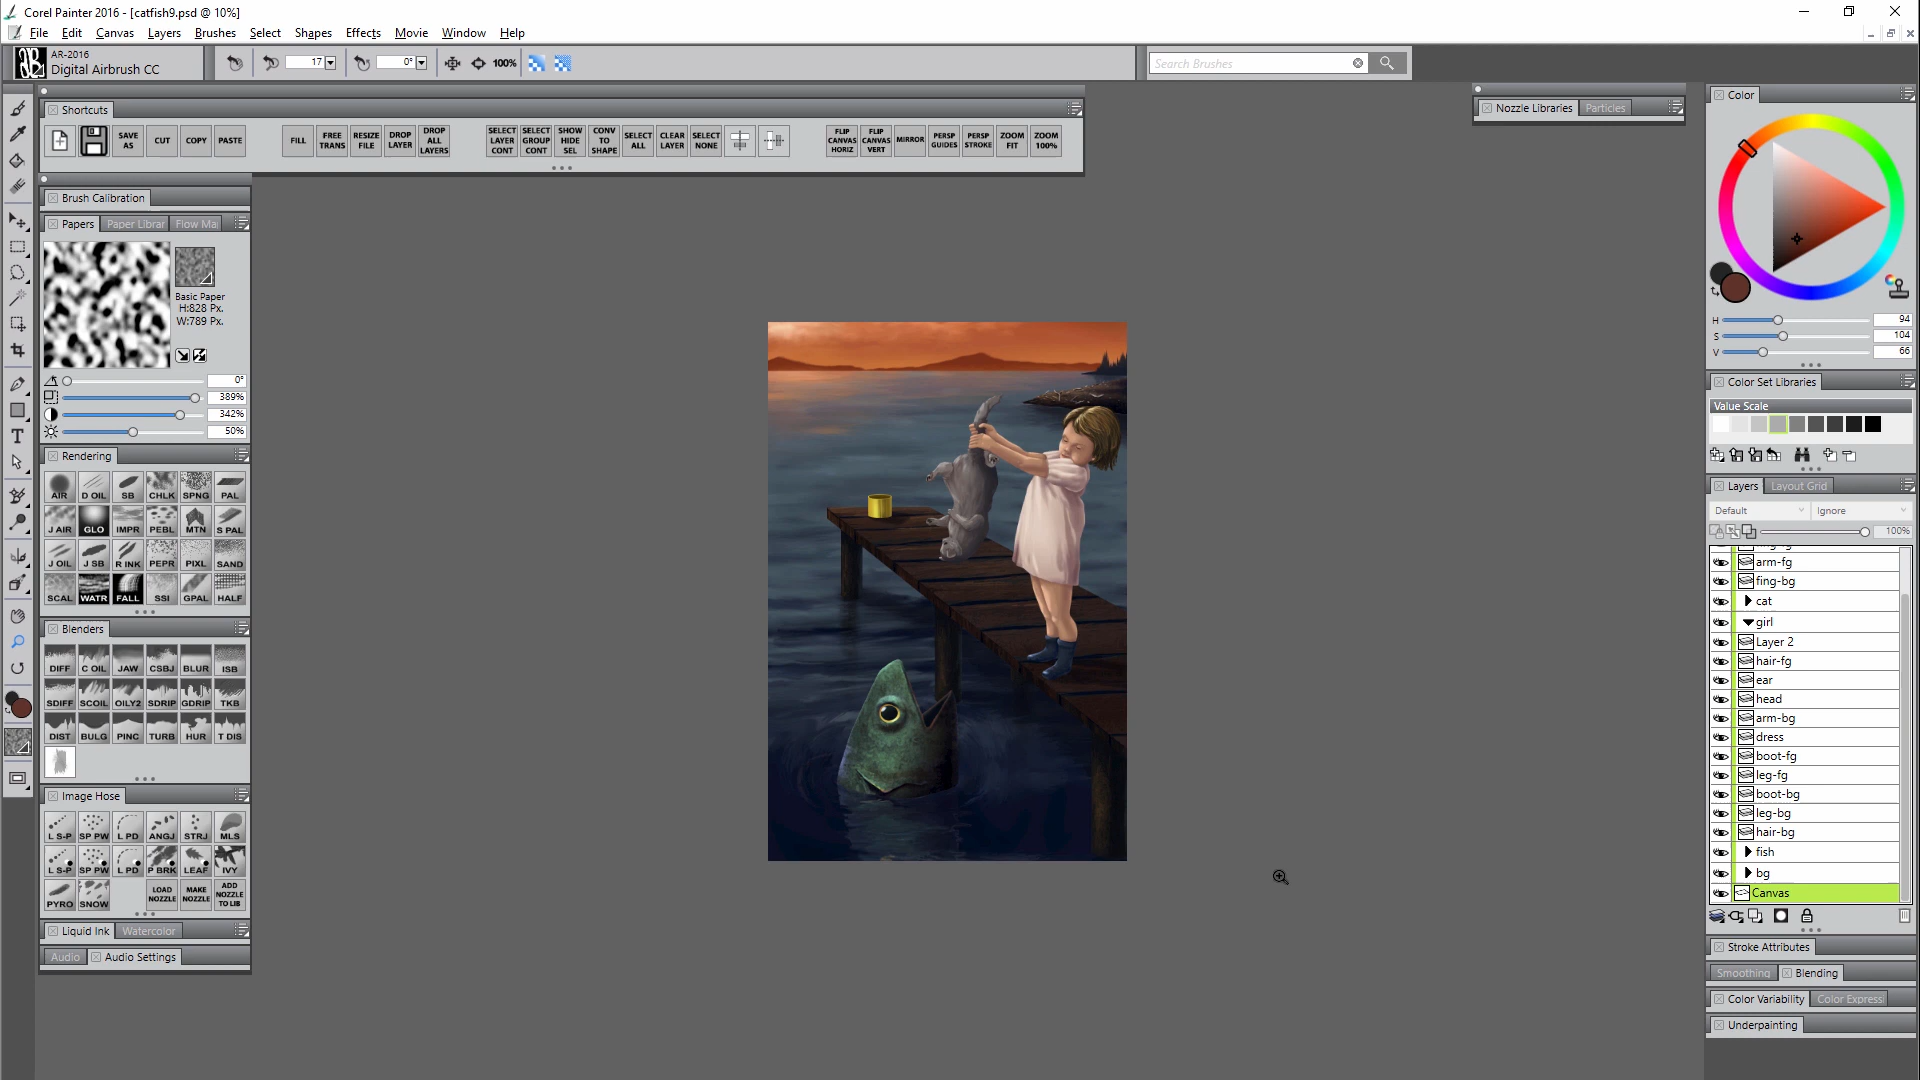 Corel Painter 2016 - [catfish9.psd @ 10%]
File Edit Canvas Layers Brushes Select Shapes Effects Movie Window Help
AR-2016
Digital Airbrush CC
17
0°
100%
Search Brushes
Shortcuts
SAVE AS
CUT
COPY
PASTE
FILL
FREE TRANS
RESIZE FILE
DROP LAYER
DROP ALL LAYERS
SELECT LAYER CONT
SELECT GROUP CONT
SHOW HIDE SEL
CONV TO SHAPE
SELECT ALL
CLEAR LAYER
SELECT NONE
FLIP CANVAS HORIZ
FLIP CANVAS VERT
MIRROR
PERSP GUIDES
PERSP STROKE
ZOOM FIT
ZOOM 100%
Nozzle Libraries Particles
Brush Calibration
Papers Paper Librar Flow Ma
Basic Paper
H:828 Px.
W:789 Px.
0°
389%
342%
50%
Rendering
AIR D OIL SB CHLK SPNG PAL
J AIR GLO IMPR PEBL MTN S PAL
J OIL J SB R INK PEPR PIXL SAND
SCAL WATR FALL SSI GPAL HALF
Blenders
DIFF C OIL JAW CSBJ BLUR ISB
SDIFF SCOIL OILY2 SDRIP GDRIP TKB
DIST BULG PINC TURB HUR T DIS
Image Hose
L S-P SP PW L PD ANGJ STRJ MLS
L S-P SP PW L PD P BRK LEAF IVY
PYRO SNOW LOAD NOZZLE MAKE NOZZLE ADD NOZZLE TO LIB
Liquid Ink Watercolor
Audio Audio Settings
Color
H 94
S 104
V 66
Color Set Libraries
Value Scale
Layers Layout Grid
Default Ignore
100%
arm-fg
fing-bg
cat
girl
Layer 2
hair-fg
ear
head
arm-bg
dress
boot-fg
leg-fg
boot-bg
leg-bg
hair-bg
fish
bg
Canvas
Stroke Attributes
Smoothing Blending
Color Variability Color Express
Underpainting
T